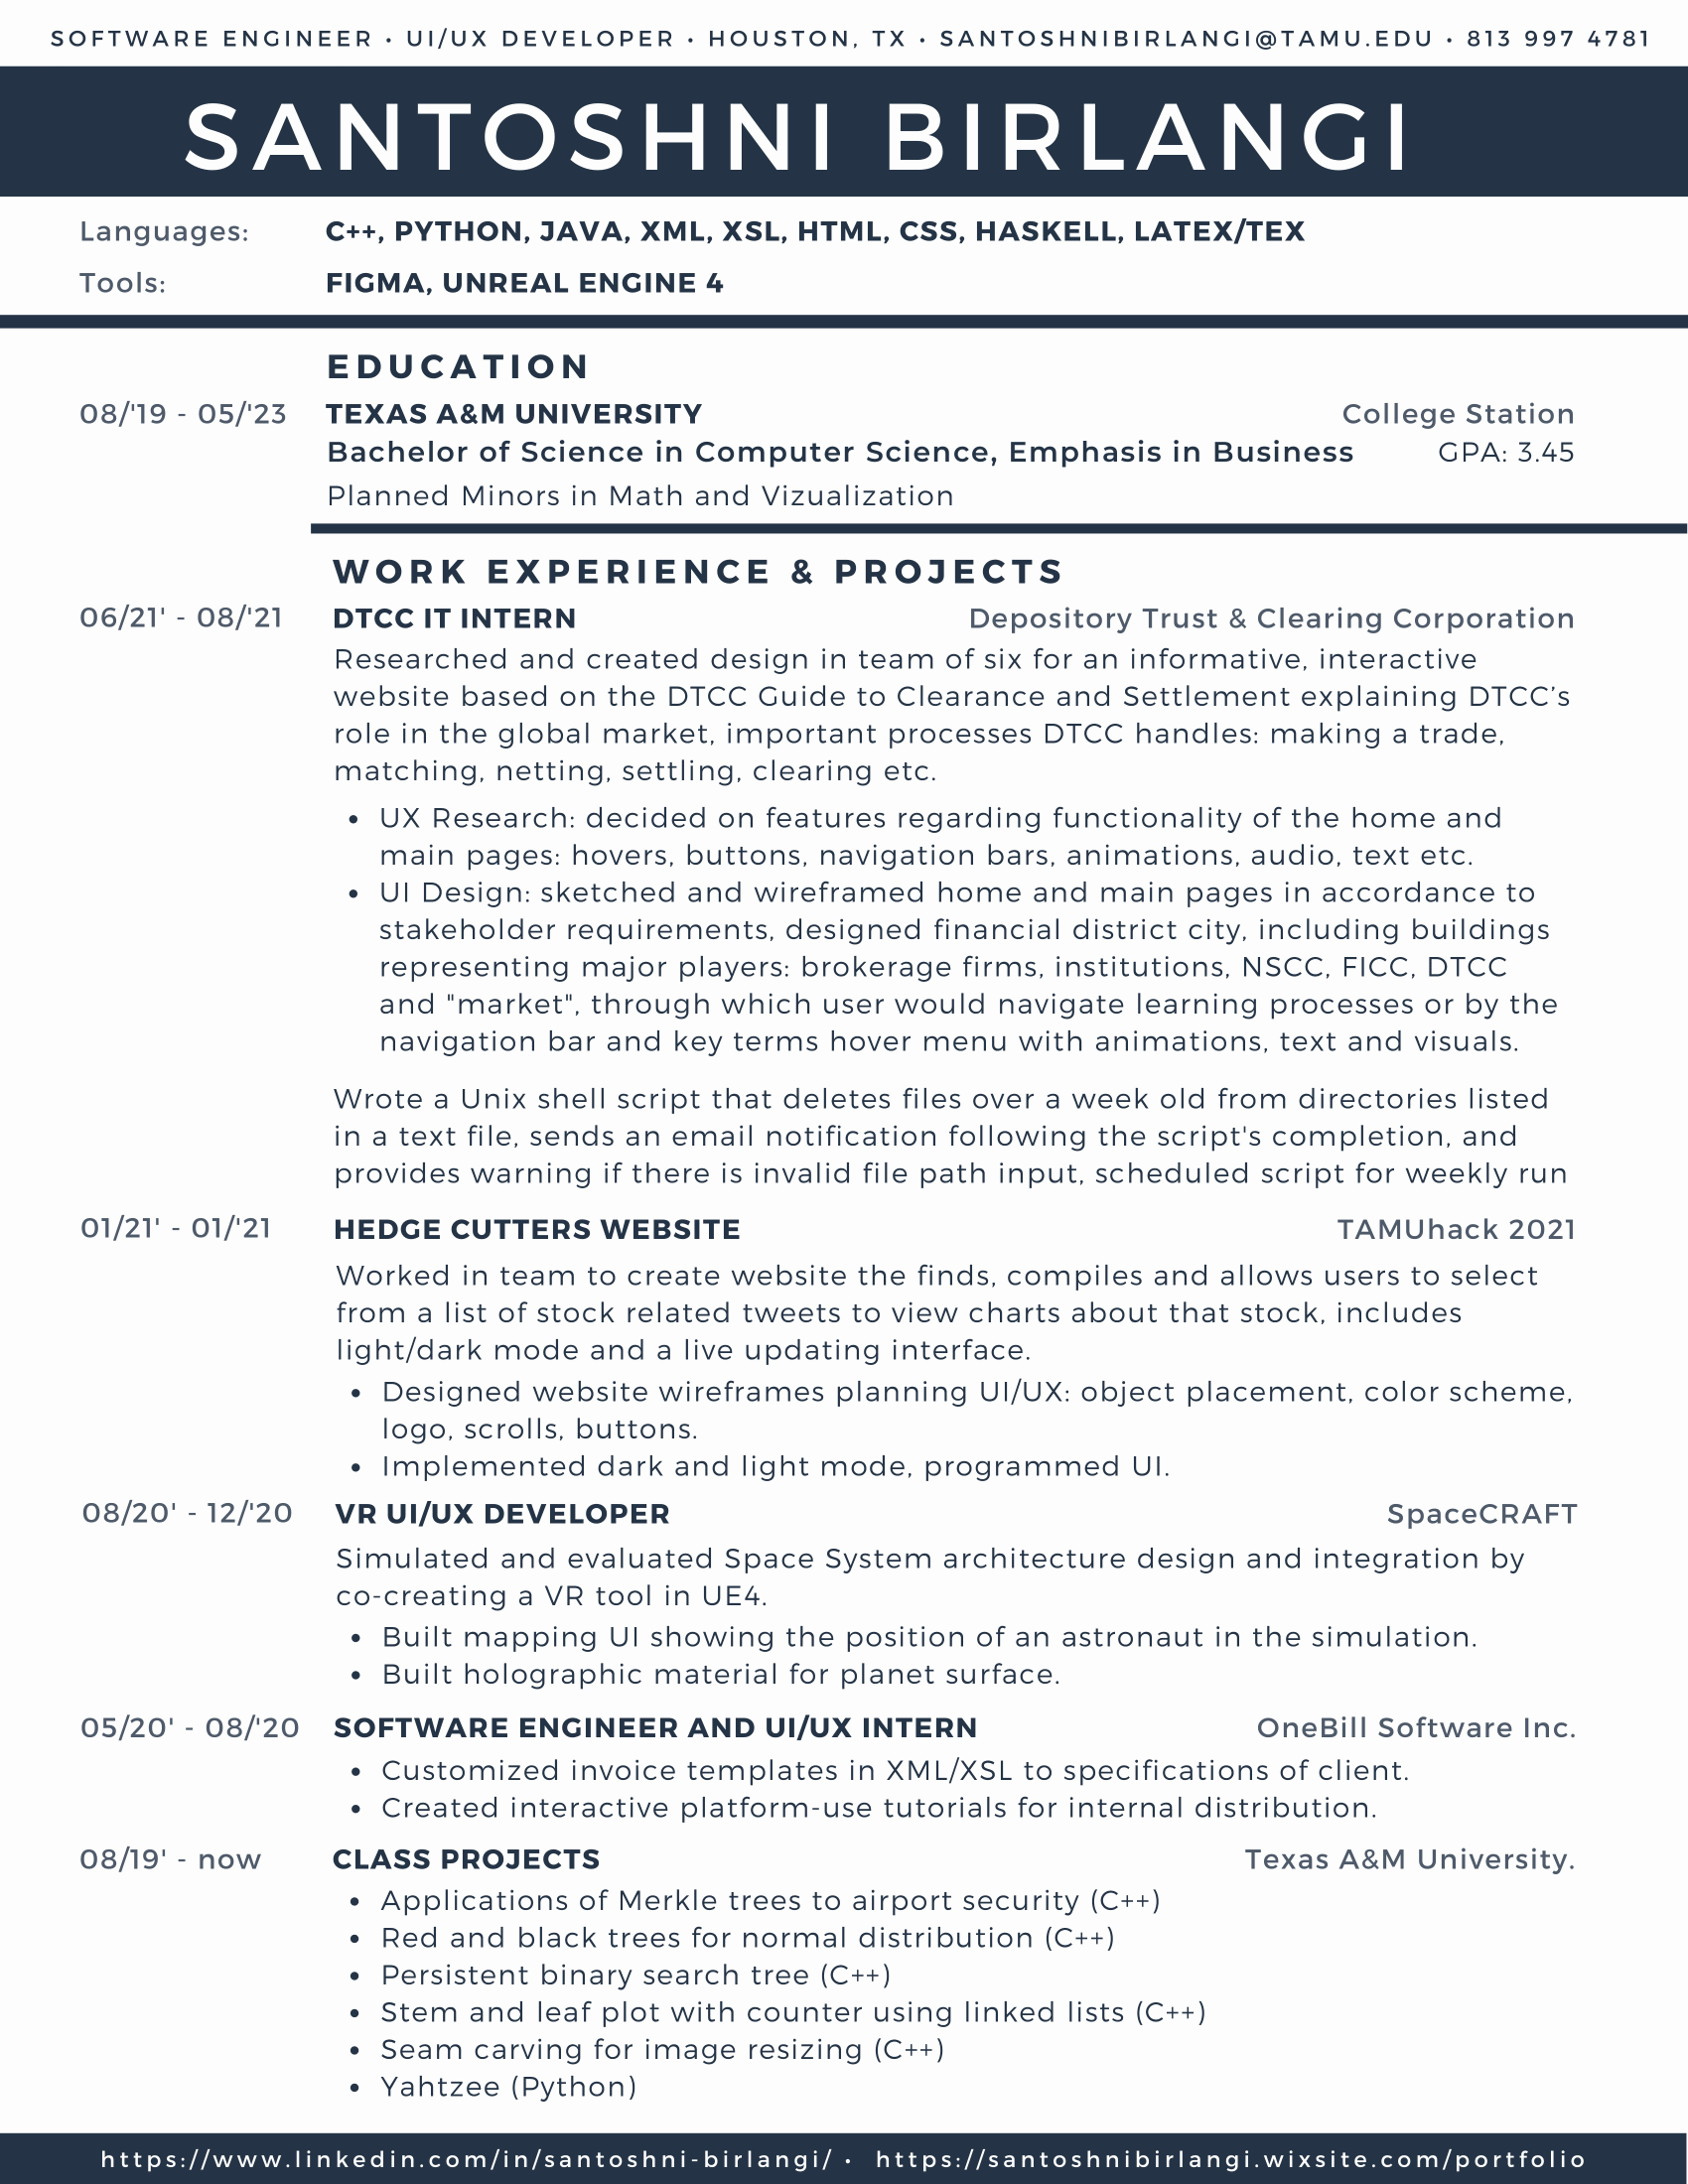 SOFTWARE ENGINEER • UI/UX DEVELOPER • HOUSTON, TX • SANTOSHNIBIRLANGI@TAMU.EDU • 813 997 4781
SANTOSHNI BIRLANGI
Languages: C++, PYTHON, JAVA, XML, XSL, HTML, CSS, HASKELL, LATEX/TEX
Tools: FIGMA, UNREAL ENGINE 4
EDUCATION
08/'19 - 05/'23 TEXAS A&M UNIVERSITY College Station
Bachelor of Science in Computer Science, Emphasis in Business GPA: 3.45
Planned Minors in Math and Vizualization
WORK EXPERIENCE & PROJECTS
06/21' - 08/'21 DTCC IT INTERN Depository Trust & Clearing Corporation
Researched and created design in team of six for an informative, interactive
website based on the DTCC Guide to Clearance and Settlement explaining DTCC’s
role in the global market, important processes DTCC handles: making a trade,
matching, netting, settling, clearing etc.
• UX Research: decided on features regarding functionality of the home and
main pages: hovers, buttons, navigation bars, animations, audio, text etc.
• UI Design: sketched and wireframed home and main pages in accordance to
stakeholder requirements, designed financial district city, including buildings
representing major players: brokerage firms, institutions, NSCC, FICC, DTCC
and "market", through which user would navigate learning processes or by the
navigation bar and key terms hover menu with animations, text and visuals.
Wrote a Unix shell script that deletes files over a week old from directories listed
in a text file, sends an email notification following the script's completion, and
provides warning if there is invalid file path input, scheduled script for weekly run
01/21' - 01/'21 HEDGE CUTTERS WEBSITE TAMUhack 2021
Worked in team to create website the finds, compiles and allows users to select
from a list of stock related tweets to view charts about that stock, includes
light/dark mode and a live updating interface.
• Designed website wireframes planning UI/UX: object placement, color scheme,
logo, scrolls, buttons.
• Implemented dark and light mode, programmed UI.
08/20' - 12/'20 VR UI/UX DEVELOPER SpaceCRAFT
Simulated and evaluated Space System architecture design and integration by
co-creating a VR tool in UE4.
• Built mapping UI showing the position of an astronaut in the simulation.
• Built holographic material for planet surface.
05/20' - 08/'20 SOFTWARE ENGINEER AND UI/UX INTERN OneBill Software Inc.
• Customized invoice templates in XML/XSL to specifications of client.
• Created interactive platform-use tutorials for internal distribution.
08/19' - now CLASS PROJECTS Texas A&M University.
• Applications of Merkle trees to airport security (C++)
• Red and black trees for normal distribution (C++)
• Persistent binary search tree (C++)
• Stem and leaf plot with counter using linked lists (C++)
• Seam carving for image resizing (C++)
• Yahtzee (Python)
https://www.linkedin.com/in/santoshni-birlangi/ • https://santoshnibirlangi.wixsite.com/portfolio